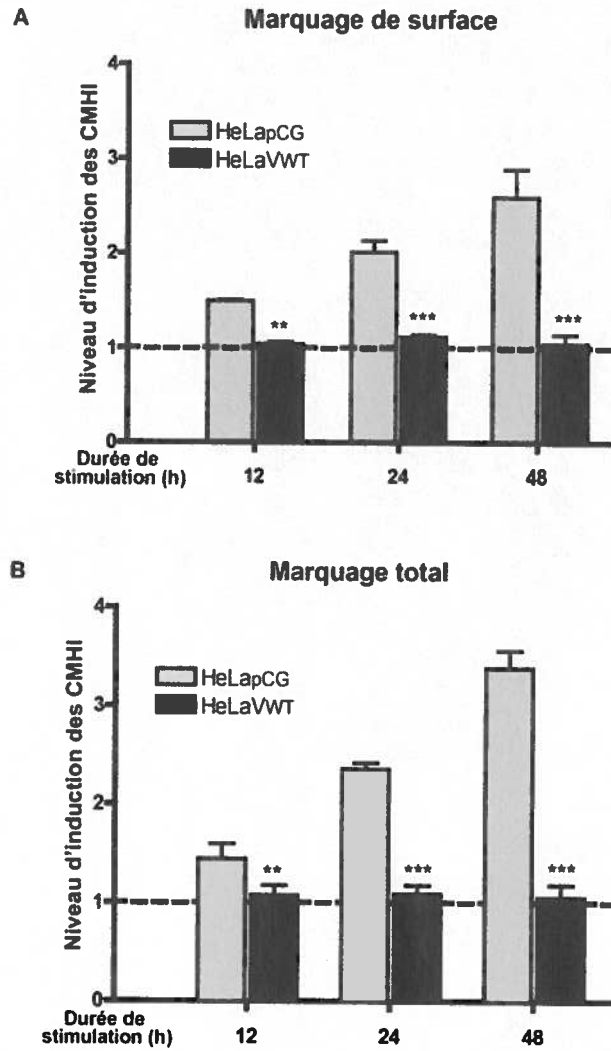 A
Marquage de surface
Niveau d'induction des CMHI
4
3
2
1
0
HeLapCG
HeLaVWT
**
***
***
Durée de
stimulation (h)
12
24
48
B
Marquage total
Niveau d'induction des CMHI
4
3
2
1
0
HeLapCG
HeLaVWT
**
***
***
Durée de
stimulation (h)
12
24
48